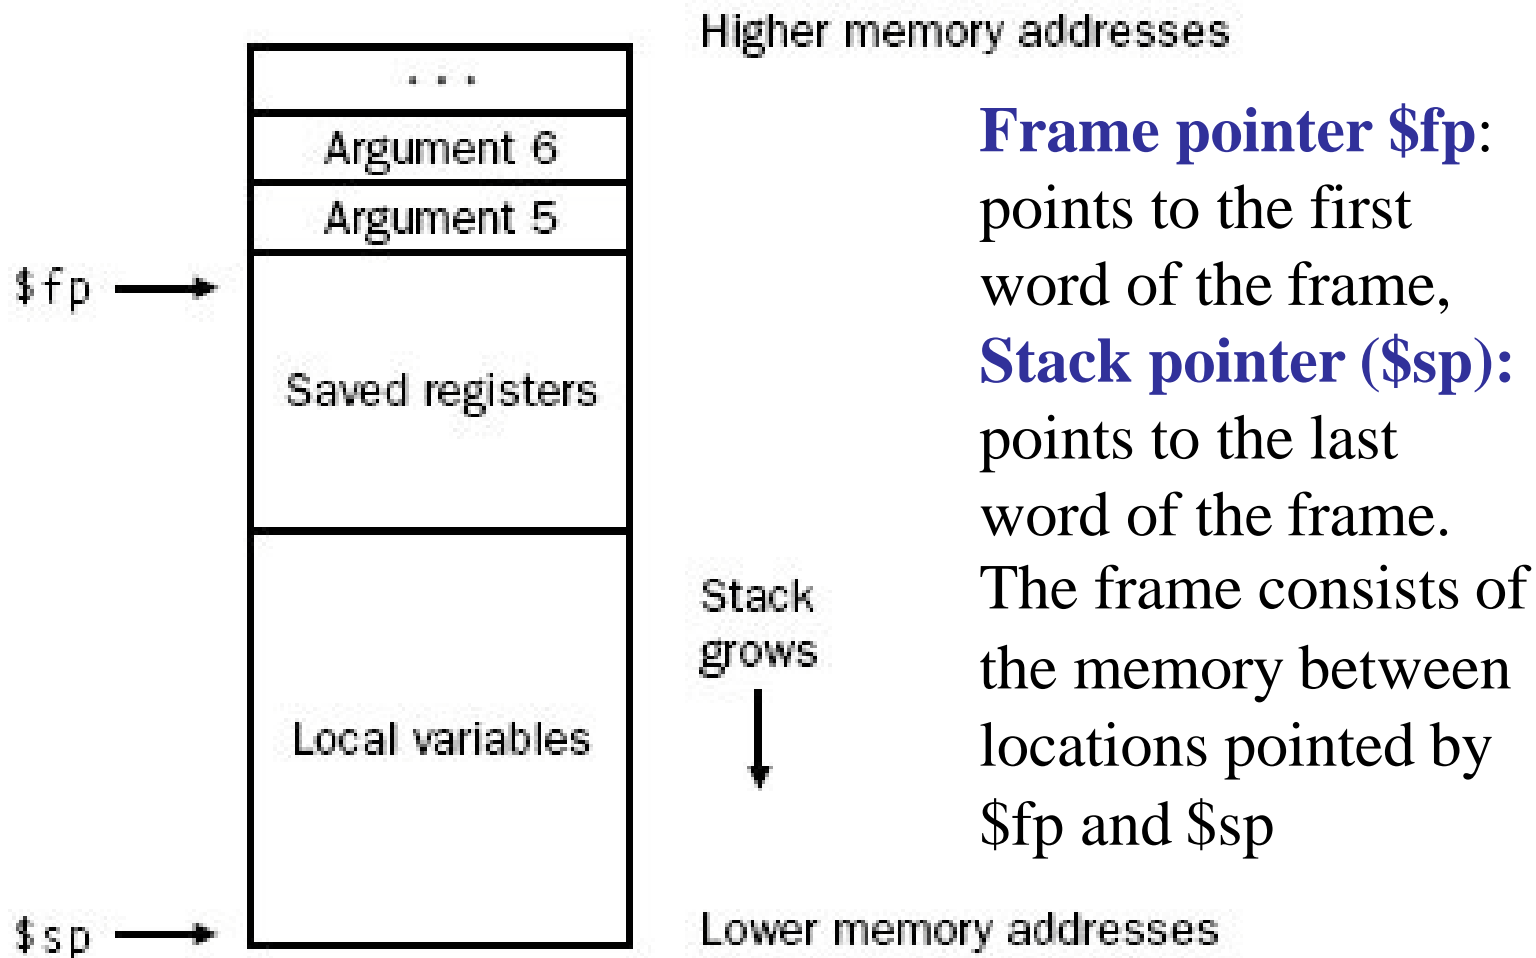 Higher memory addresses
. . .
Argument 6
Argument 5
$fp
Saved registers
Local variables
$sp
Stack
grows
Lower memory addresses
Frame pointer $fp:
points to the first
word of the frame,
Stack pointer ($sp):
points to the last
word of the frame.
The frame consists of
the memory between
locations pointed by
$fp and $sp